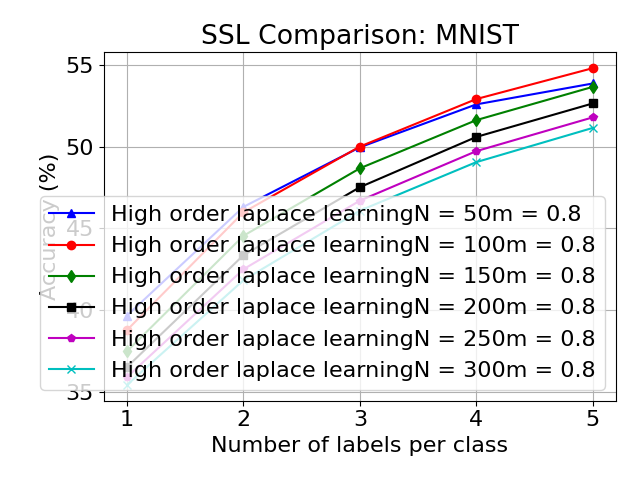 SSL Comparison: MNIST
55
50
45
40
35
Accuracy (%)
High order laplace learningN = 50m = 0.8
High order laplace learningN = 100m = 0.8
High order laplace learningN = 150m = 0.8
High order laplace learningN = 200m = 0.8
High order laplace learningN = 250m = 0.8
High order laplace learningN = 300m = 0.8
1 2 3 4 5
Number of labels per class